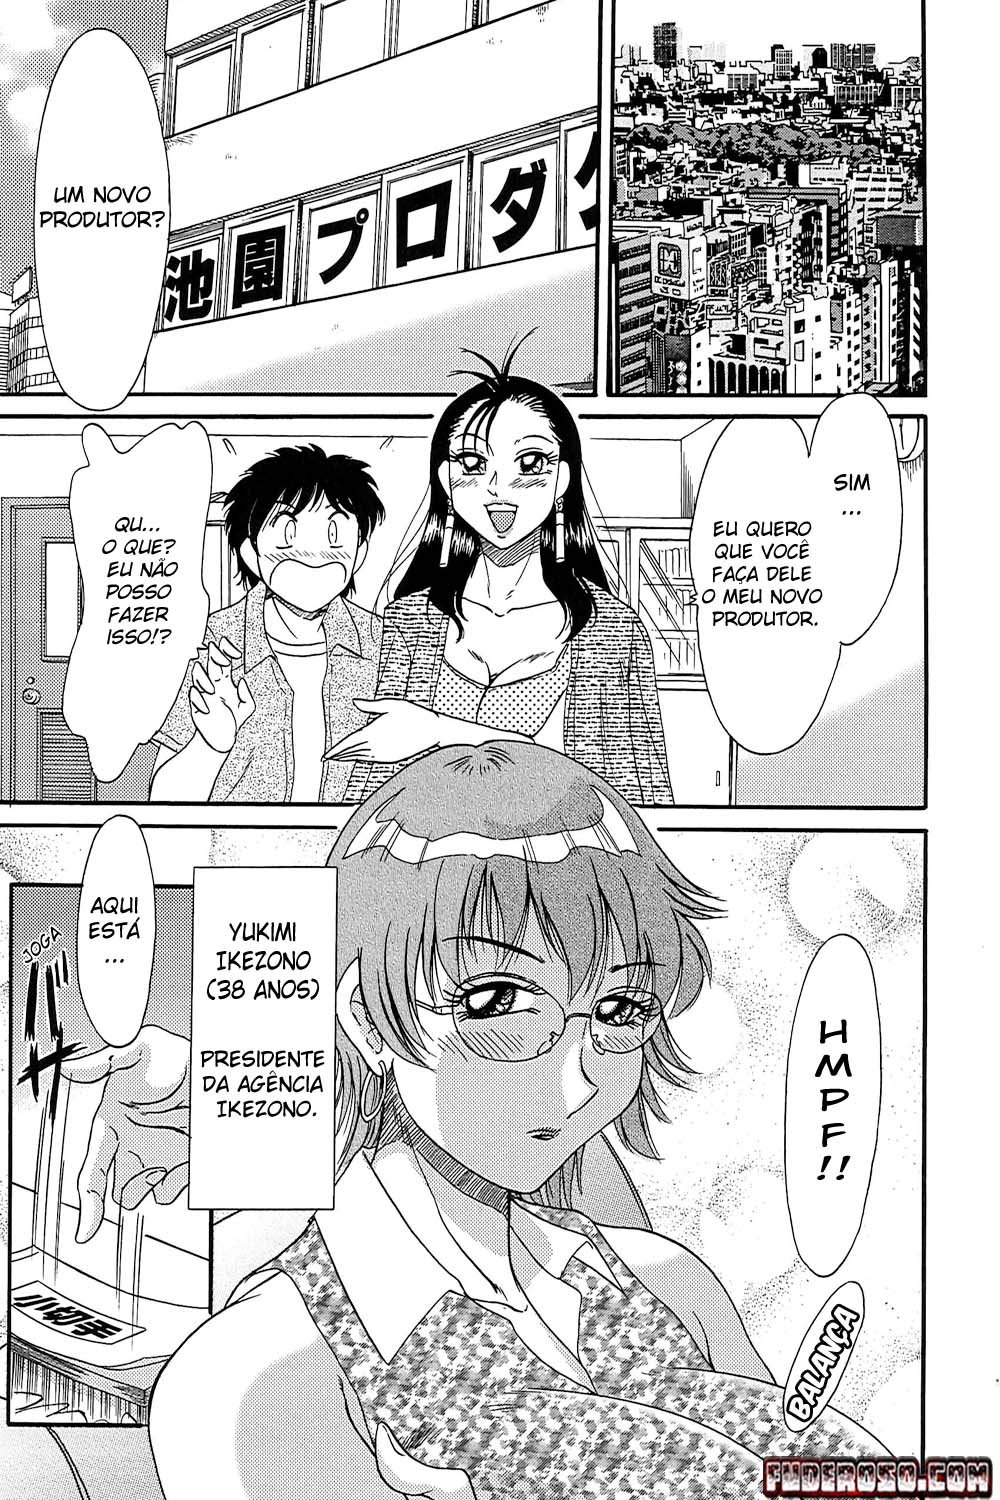 UM NOVO
PRODUTOR?
池園プロダク
SIM
...
EU QUERO
QUE VOCÊ
FAÇA DELE
O MEU NOVO
PRODUTOR.
QU...
O QUE?
EU NÃO
POSSO
FAZER
ISSO!?
HMPF!!
BALANÇA
YUKIMI
IKEZONO
(38 ANOS)
PRESIDENTE
DA AGÊNCIA
IKEZONO.
AQUI
ESTÁ
...
JOGA
小切手
FUDEROSO.COM